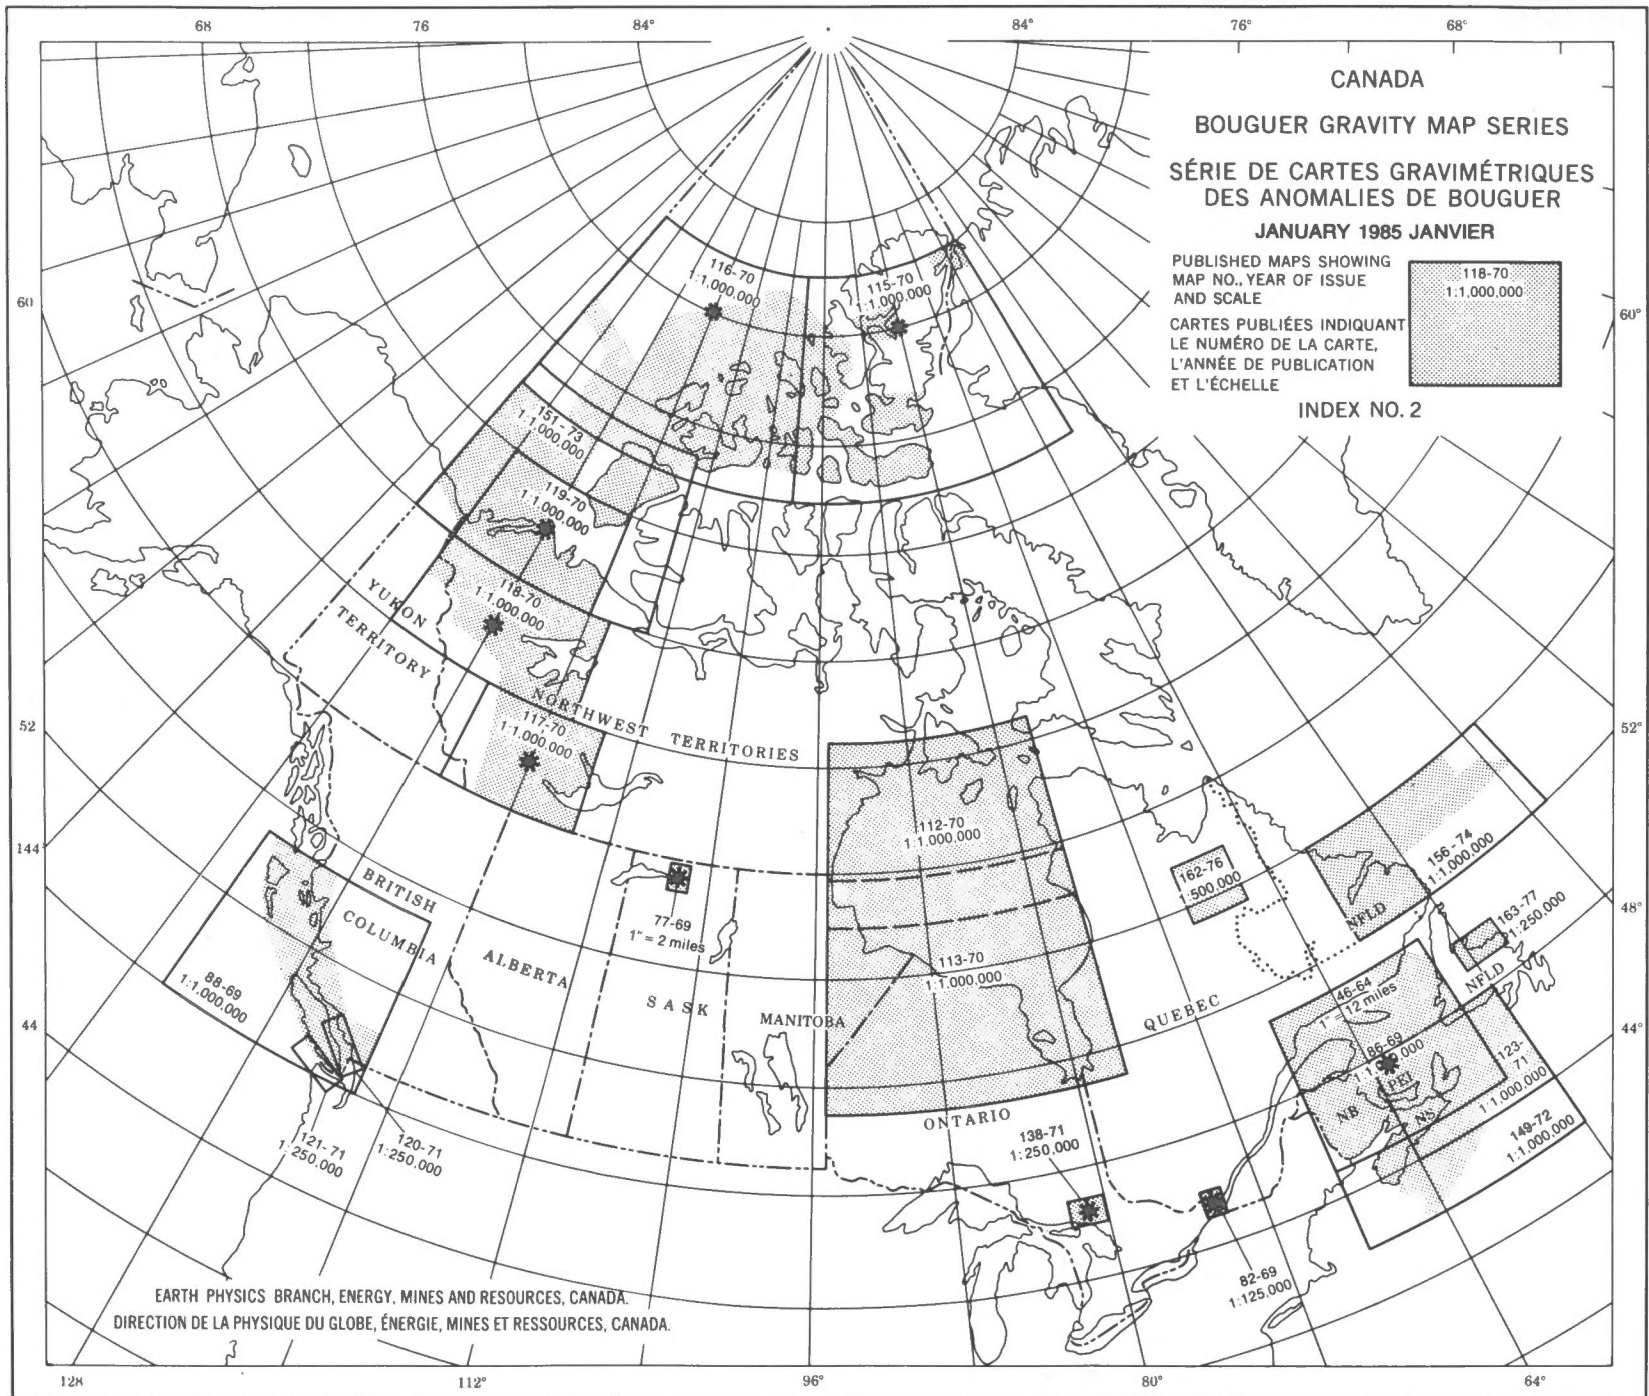 68
76
84°
84°
76°
68°
CANADA
BOUGUER GRAVITY MAP SERIES
SÉRIE DE CARTES GRAVIMÉTRIQUES
DES ANOMALIES DE BOUGUER
JANUARY 1985 JANVIER
PUBLISHED MAPS SHOWING
MAP NO., YEAR OF ISSUE
AND SCALE
CARTES PUBLIÉES INDIQUANT
LE NUMÉRO DE LA CARTE,
L'ANNÉE DE PUBLICATION
ET L'ÉCHELLE
118-70
1:1,000,000
INDEX NO. 2
60
60°
52
52°
144
48°
44
44°
116-70
1:1,000,000
115-70
1:1,000,000
151-73
1:1,000,000
119-70
1:1,000,000
118-70
1:1,000,000
YUKON
TERRITORY
NORTHWEST TERRITORIES
117-70
1:1,000,000
112-70
1:1,000,000
162-76
1:500,000
156-74
1:1,000,000
NFLD
163-77
1:250,000
NFLD
BRITISH
COLUMBIA
ALBERTA
77-69
1" = 2 miles
SASK
MANITOBA
113-70
1:1,000,000
QUEBEC
46-64
1" = 12 miles
86-69
PEI
NB
NS
123-
71
1:1,000,000
149-72
1:1,000,000
88-69
1:1,000,000
121-71
1:250,000
120-71
1:250,000
ONTARIO
138-71
1:250,000
82-69
1:125,000
EARTH PHYSICS BRANCH, ENERGY, MINES AND RESOURCES, CANADA.
DIRECTION DE LA PHYSIQUE DU GLOBE, ÉNERGIE, MINES ET RESSOURCES, CANADA.
128
112°
96°
80°
64°